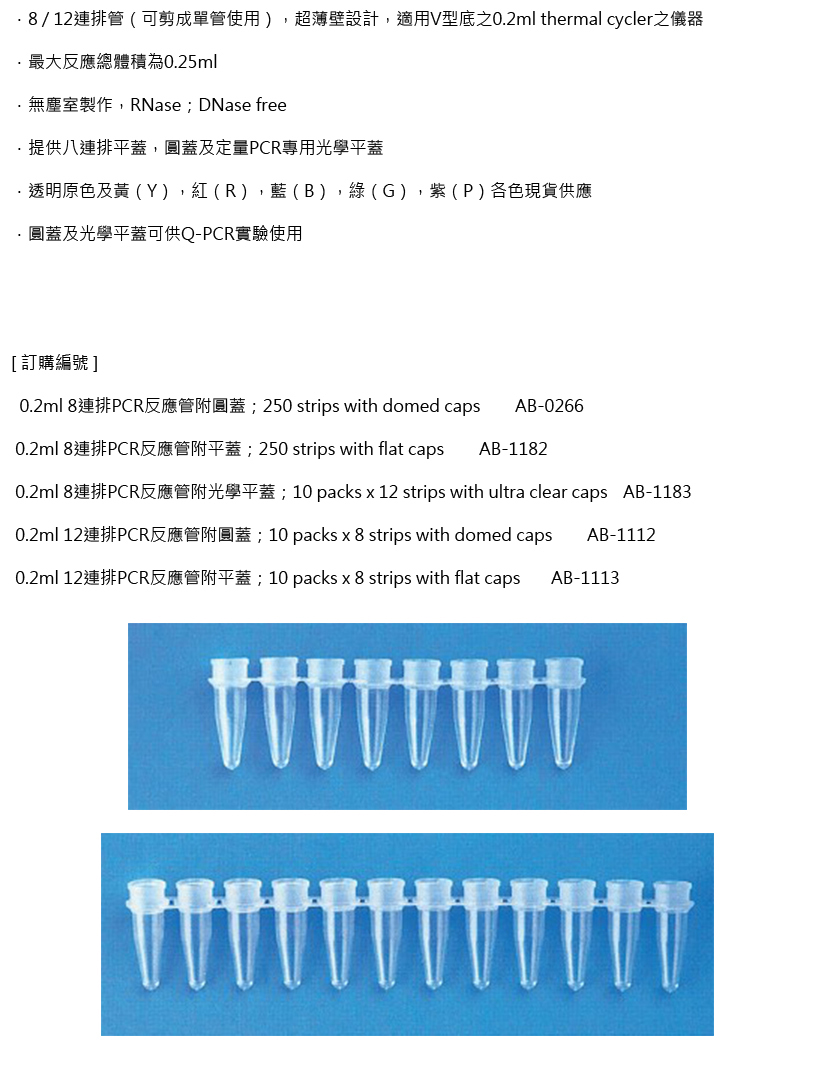 ．8 / 12連排管（可剪成單管使用），超薄壁設計，適用V型底之0.2ml thermal cycler之儀器
．最大反應總體積為0.25ml
．無塵室製作，RNase；DNase free
．提供八連排平蓋，圓蓋及定量PCR專用光學平蓋
．透明原色及黃（Y），紅（R），藍（B），綠（G），紫（P）各色現貨供應
．圓蓋及光學平蓋可供Q-PCR實驗使用
[ 訂購編號 ]
0.2ml 8連排PCR反應管附圓蓋；250 strips with domed caps AB-0266
0.2ml 8連排PCR反應管附平蓋；250 strips with flat caps AB-1182
0.2ml 8連排PCR反應管附光學平蓋；10 packs x 12 strips with ultra clear caps AB-1183
0.2ml 12連排PCR反應管附圓蓋；10 packs x 8 strips with domed caps AB-1112
0.2ml 12連排PCR反應管附平蓋；10 packs x 8 strips with flat caps AB-1113